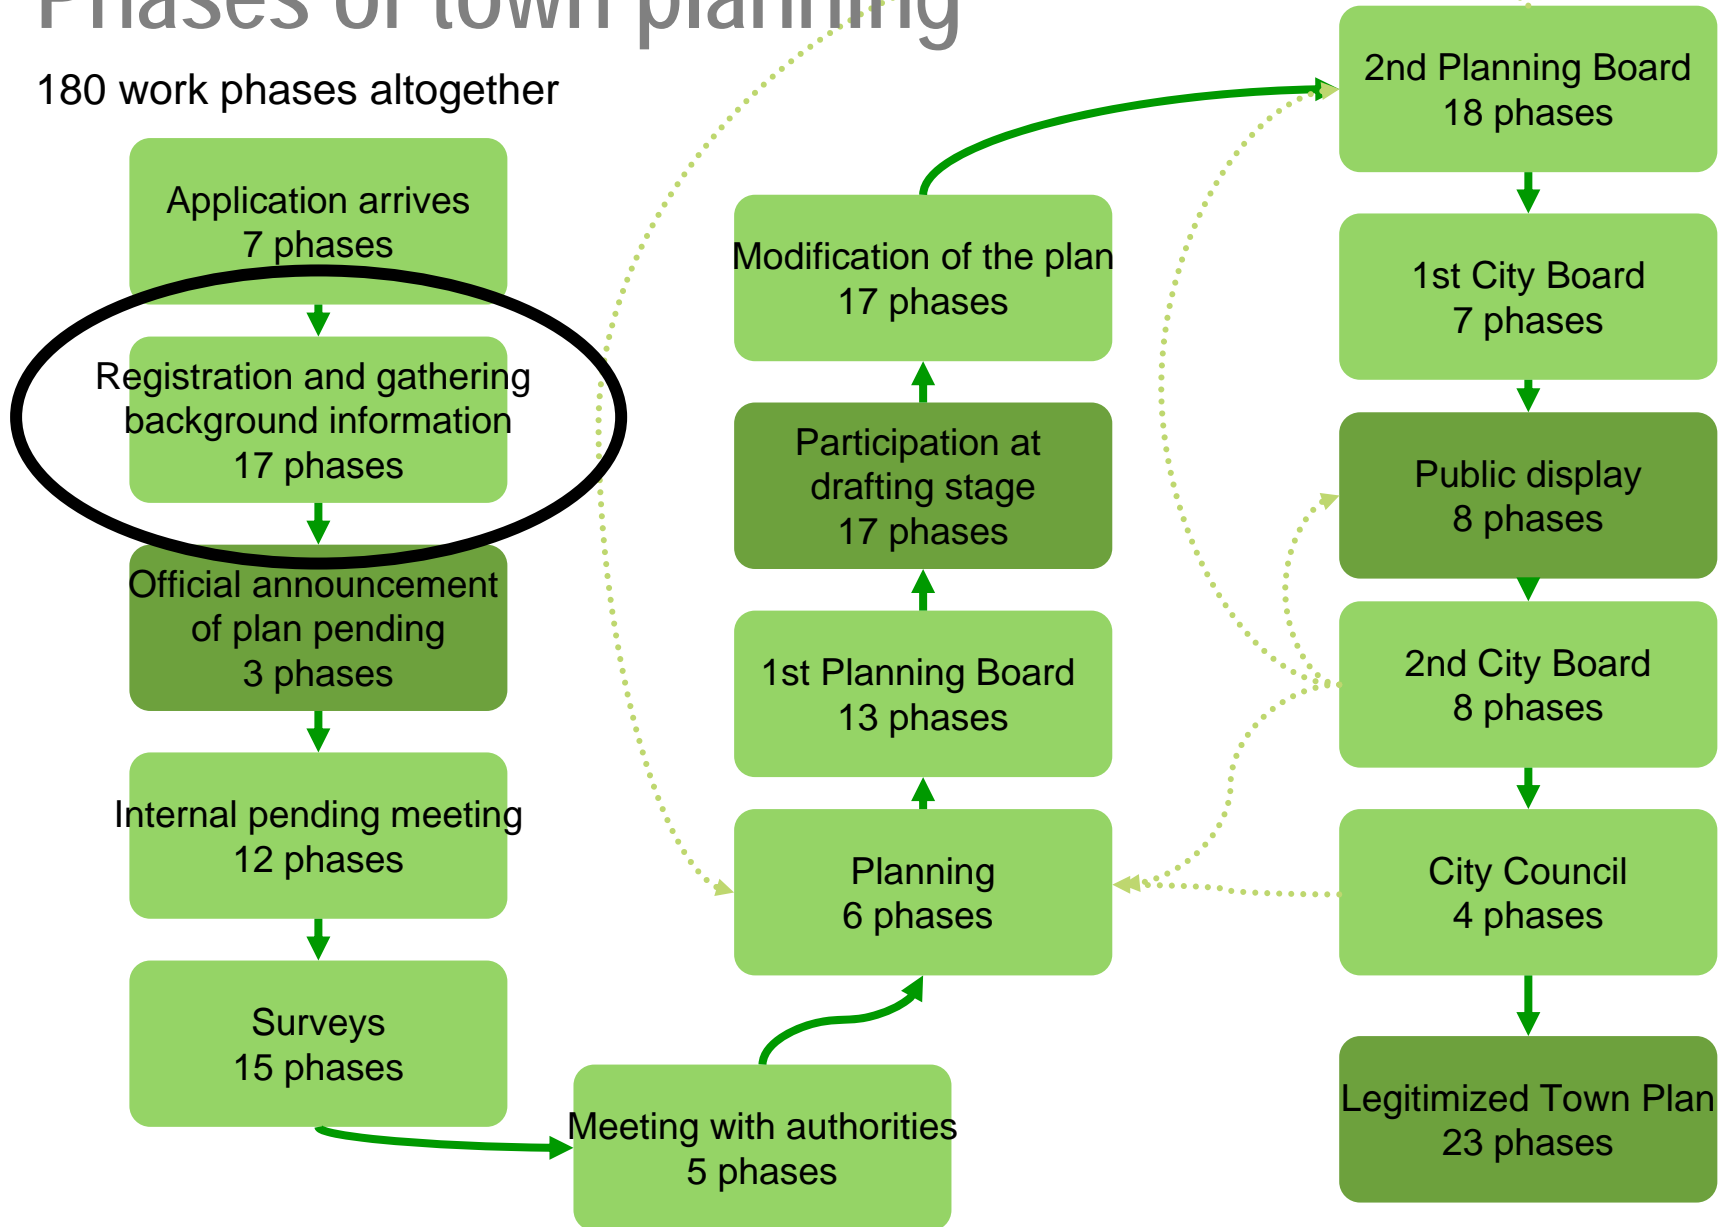 Phases of town planning
180 work phases altogether
Application arrives
7 phases
Registration and gathering
background information
17 phases
Official announcement
of plan pending
3 phases
Internal pending meeting
12 phases
Surveys
15 phases
Meeting with authorities
5 phases
Planning
6 phases
1st Planning Board
13 phases
Participation at
drafting stage
17 phases
Modification of the plan
17 phases
2nd Planning Board
18 phases
1st City Board
7 phases
Public display
8 phases
2nd City Board
8 phases
City Council
4 phases
Legitimized Town Plan
23 phases